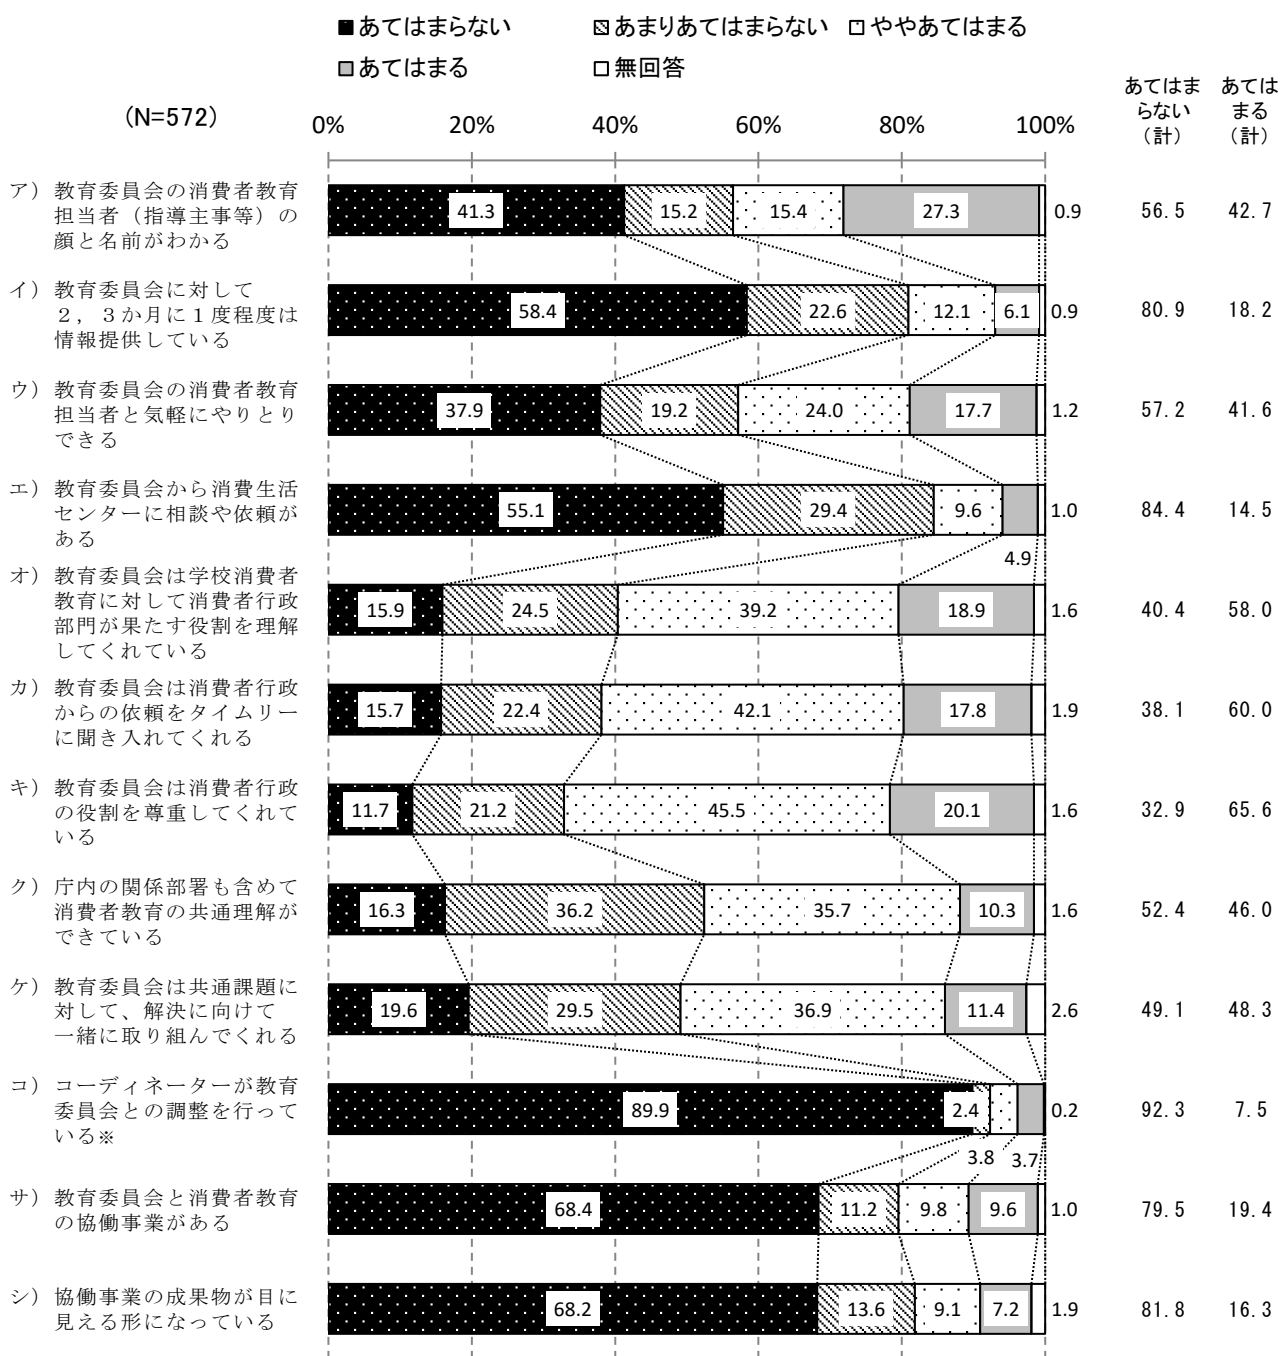 あてはまらない あまりあてはまらない ややあてはまる
あてはまる 無回答
(N=572)
0% 20% 40% 60% 80% 100%
あてはま
らない
（計）
あては
まる
（計）
ア）教育委員会の消費者教育
担当者（指導主事等）の
顔と名前がわかる
41.3 15.2 15.4 27.3 0.9 56.5 42.7
イ）教育委員会に対して
２，３か月に１度程度は
情報提供している
58.4 22.6 12.1 6.1 0.9 80.9 18.2
ウ）教育委員会の消費者教育
担当者と気軽にやりとり
できる
37.9 19.2 24.0 17.7 1.2 57.2 41.6
エ）教育委員会から消費生活
センターに相談や依頼が
ある
55.1 29.4 9.6 4.9 1.0 84.4 14.5
オ）教育委員会は学校消費者
教育に対して消費者行政
部門が果たす役割を理解
してくれている
15.9 24.5 39.2 18.9 1.6 40.4 58.0
カ）教育委員会は消費者行政
からの依頼をタイムリー
に聞き入れてくれる
15.7 22.4 42.1 17.8 1.9 38.1 60.0
キ）教育委員会は消費者行政
の役割を尊重してくれて
いる
11.7 21.2 45.5 20.1 1.6 32.9 65.6
ク）庁内の関係部署も含めて
消費者教育の共通理解が
できている
16.3 36.2 35.7 10.3 1.6 52.4 46.0
ケ）教育委員会は共通課題に
対して、解決に向けて
一緒に取り組んでくれる
19.6 29.5 36.9 11.4 2.6 49.1 48.3
コ）コーディネーターが教育
委員会との調整を行って
いる※
89.9 2.4 3.8 3.7 0.2 92.3 7.5
サ）教育委員会と消費者教育
の協働事業がある
68.4 11.2 9.8 9.6 1.0 79.5 19.4
シ）協働事業の成果物が目に
見える形になっている
68.2 13.6 9.1 7.2 1.9 81.8 16.3